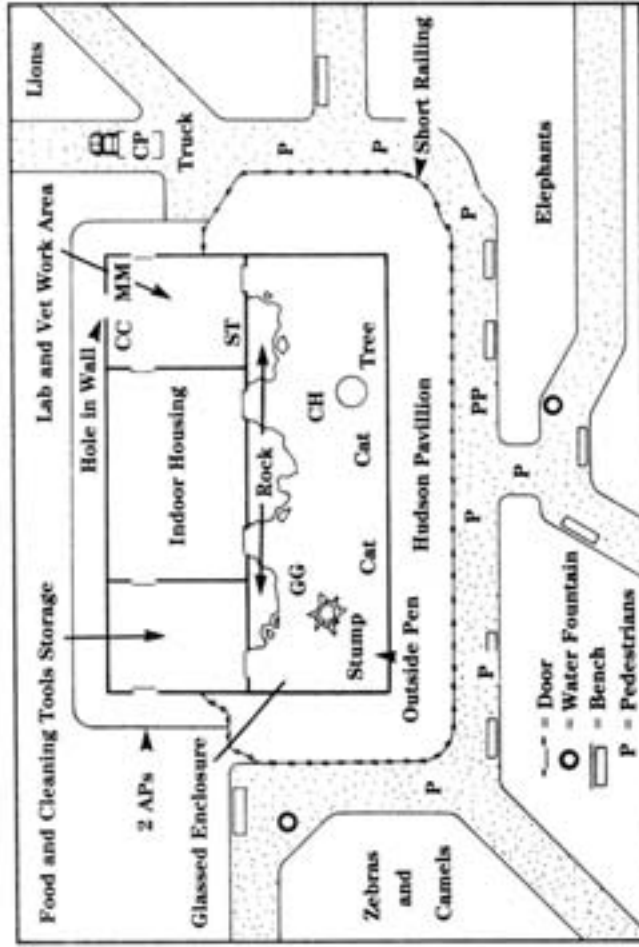 Food and Cleaning Tools Storage
Lab and Vet Work Area
Hole in Wall
Lions
2 APs
CC MM
CP
Truck
Indoor Housing
ST
Glassed Enclosure
Rock
GG
CH
Stump
Cat
Cat
Tree
Outside Pen
Hudson Pavillion
Short Railing
P
P
P
P
P
P
PP
P
Zebras
and
Camels
Elephants
= Door
= Water Fountain
= Bench
P = Pedestrians